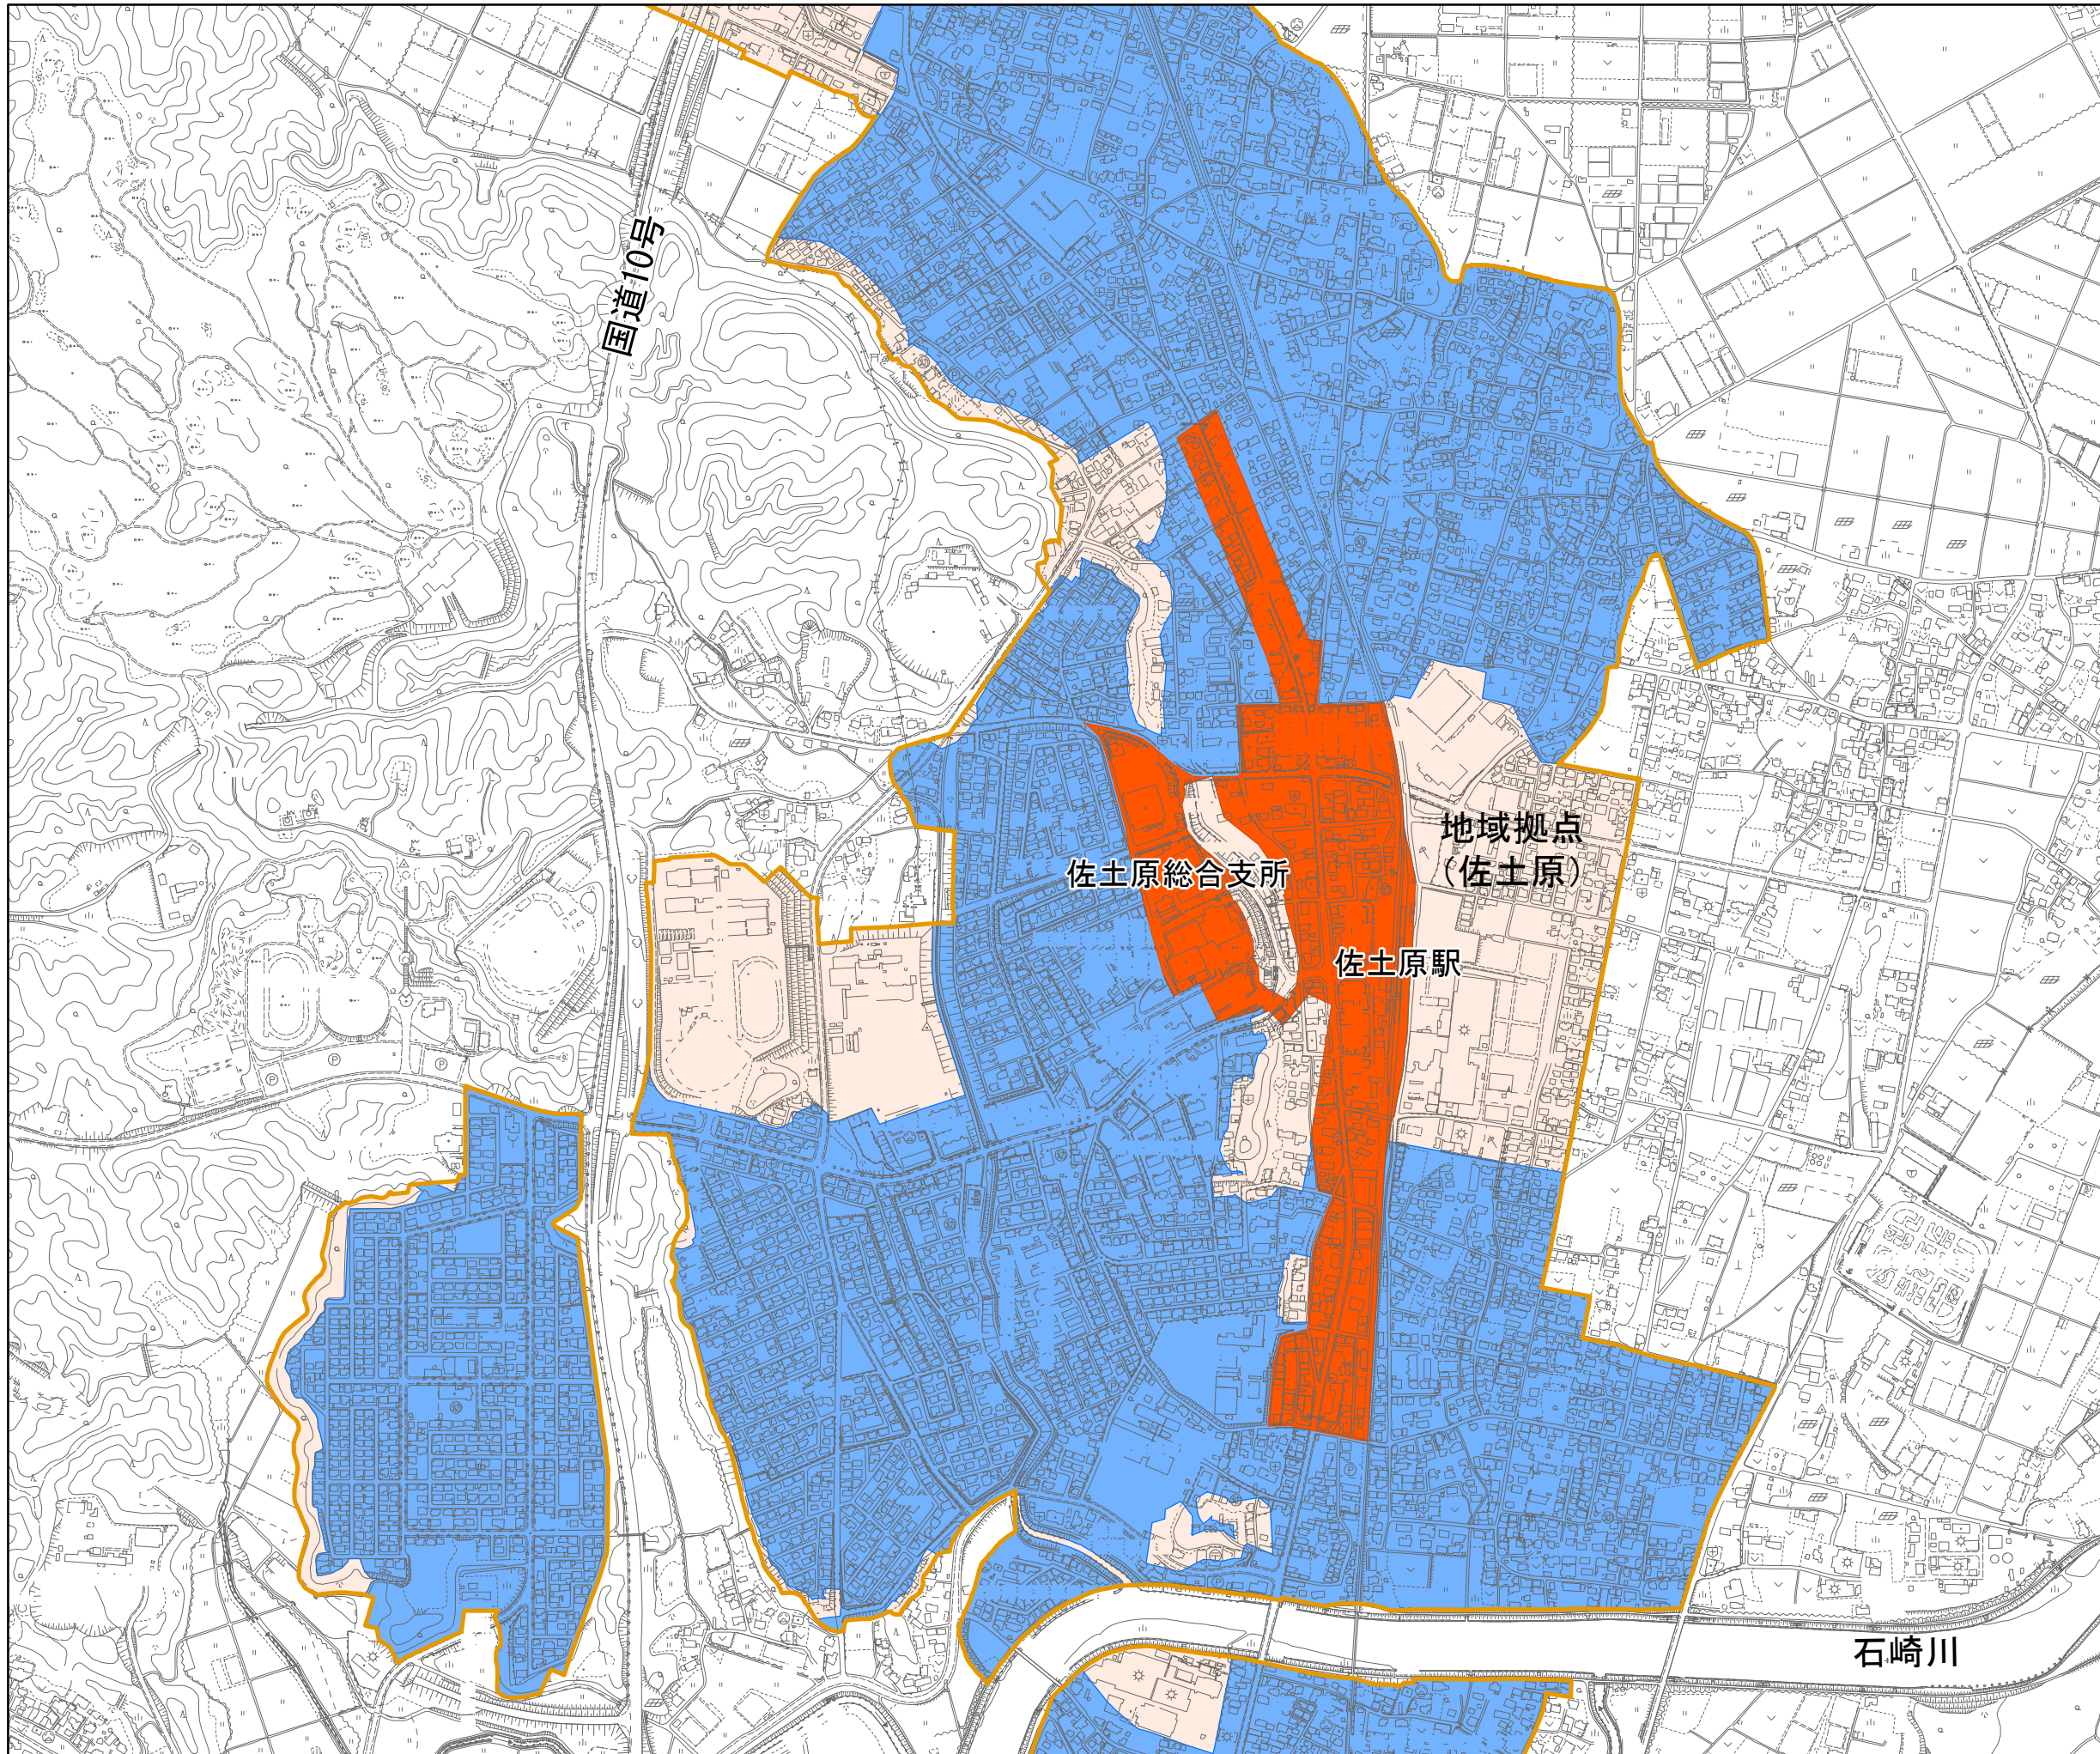 国道10号
地域拠点
(佐土原)
佐土原総合支所
佐土原駅
石崎川